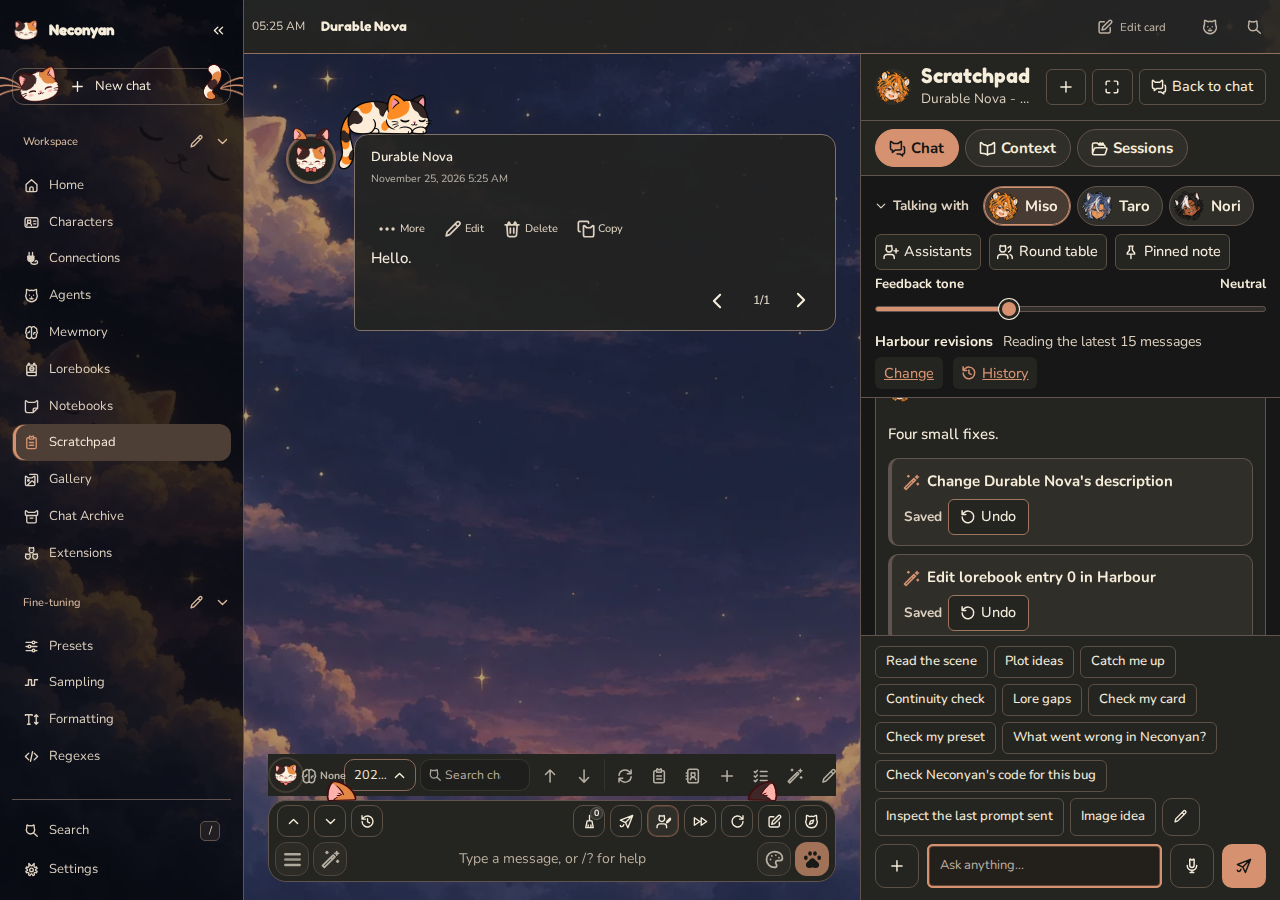 Neconyan
New chat
Workspace
Home
Characters
Connections
Agents
Mewmory
Lorebooks
Notebooks
Scratchpad
Gallery
Chat Archive
Extensions
Fine-tuning
Presets
Sampling
Formatting
Regexes
Search
/
Settings
05:25 AM Durable Nova
Edit card
Durable Nova
November 25, 2026 5:25 AM
More Edit Delete Copy
Hello.
1/1
None 202... Search ch
0
Type a message, or /? for help
Scratchpad
Durable Nova - ...
Back to chat
Chat Context Sessions
Talking with Miso Taro Nori
Assistants Round table Pinned note
Feedback tone Neutral
Harbour revisions Reading the latest 15 messages
Change History
Four small fixes.
Change Durable Nova's description
Saved Undo
Edit lorebook entry 0 in Harbour
Saved Undo
Read the scene Plot ideas Catch me up
Continuity check Lore gaps Check my card
Check my preset What went wrong in Neconyan?
Check Neconyan's code for this bug
Inspect the last prompt sent Image idea
Ask anything...